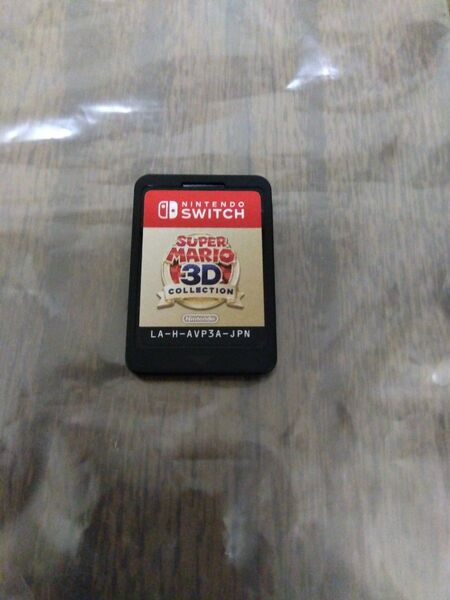 NINTENDO
SWITCH
SUPER
MARIO
3D
COLLECTION
Nintendo
LA-H-AVP3A-JPN